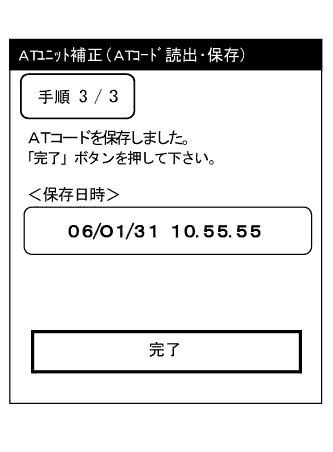 ATﾕﾆｯﾄ補正(ATｺｰﾄﾞ読出・保存)
手順 3 / 3
ATコードを保存しました。
「完了」ボタンを押して下さい。
＜保存日時＞
06/01/31 10.55.55
完了